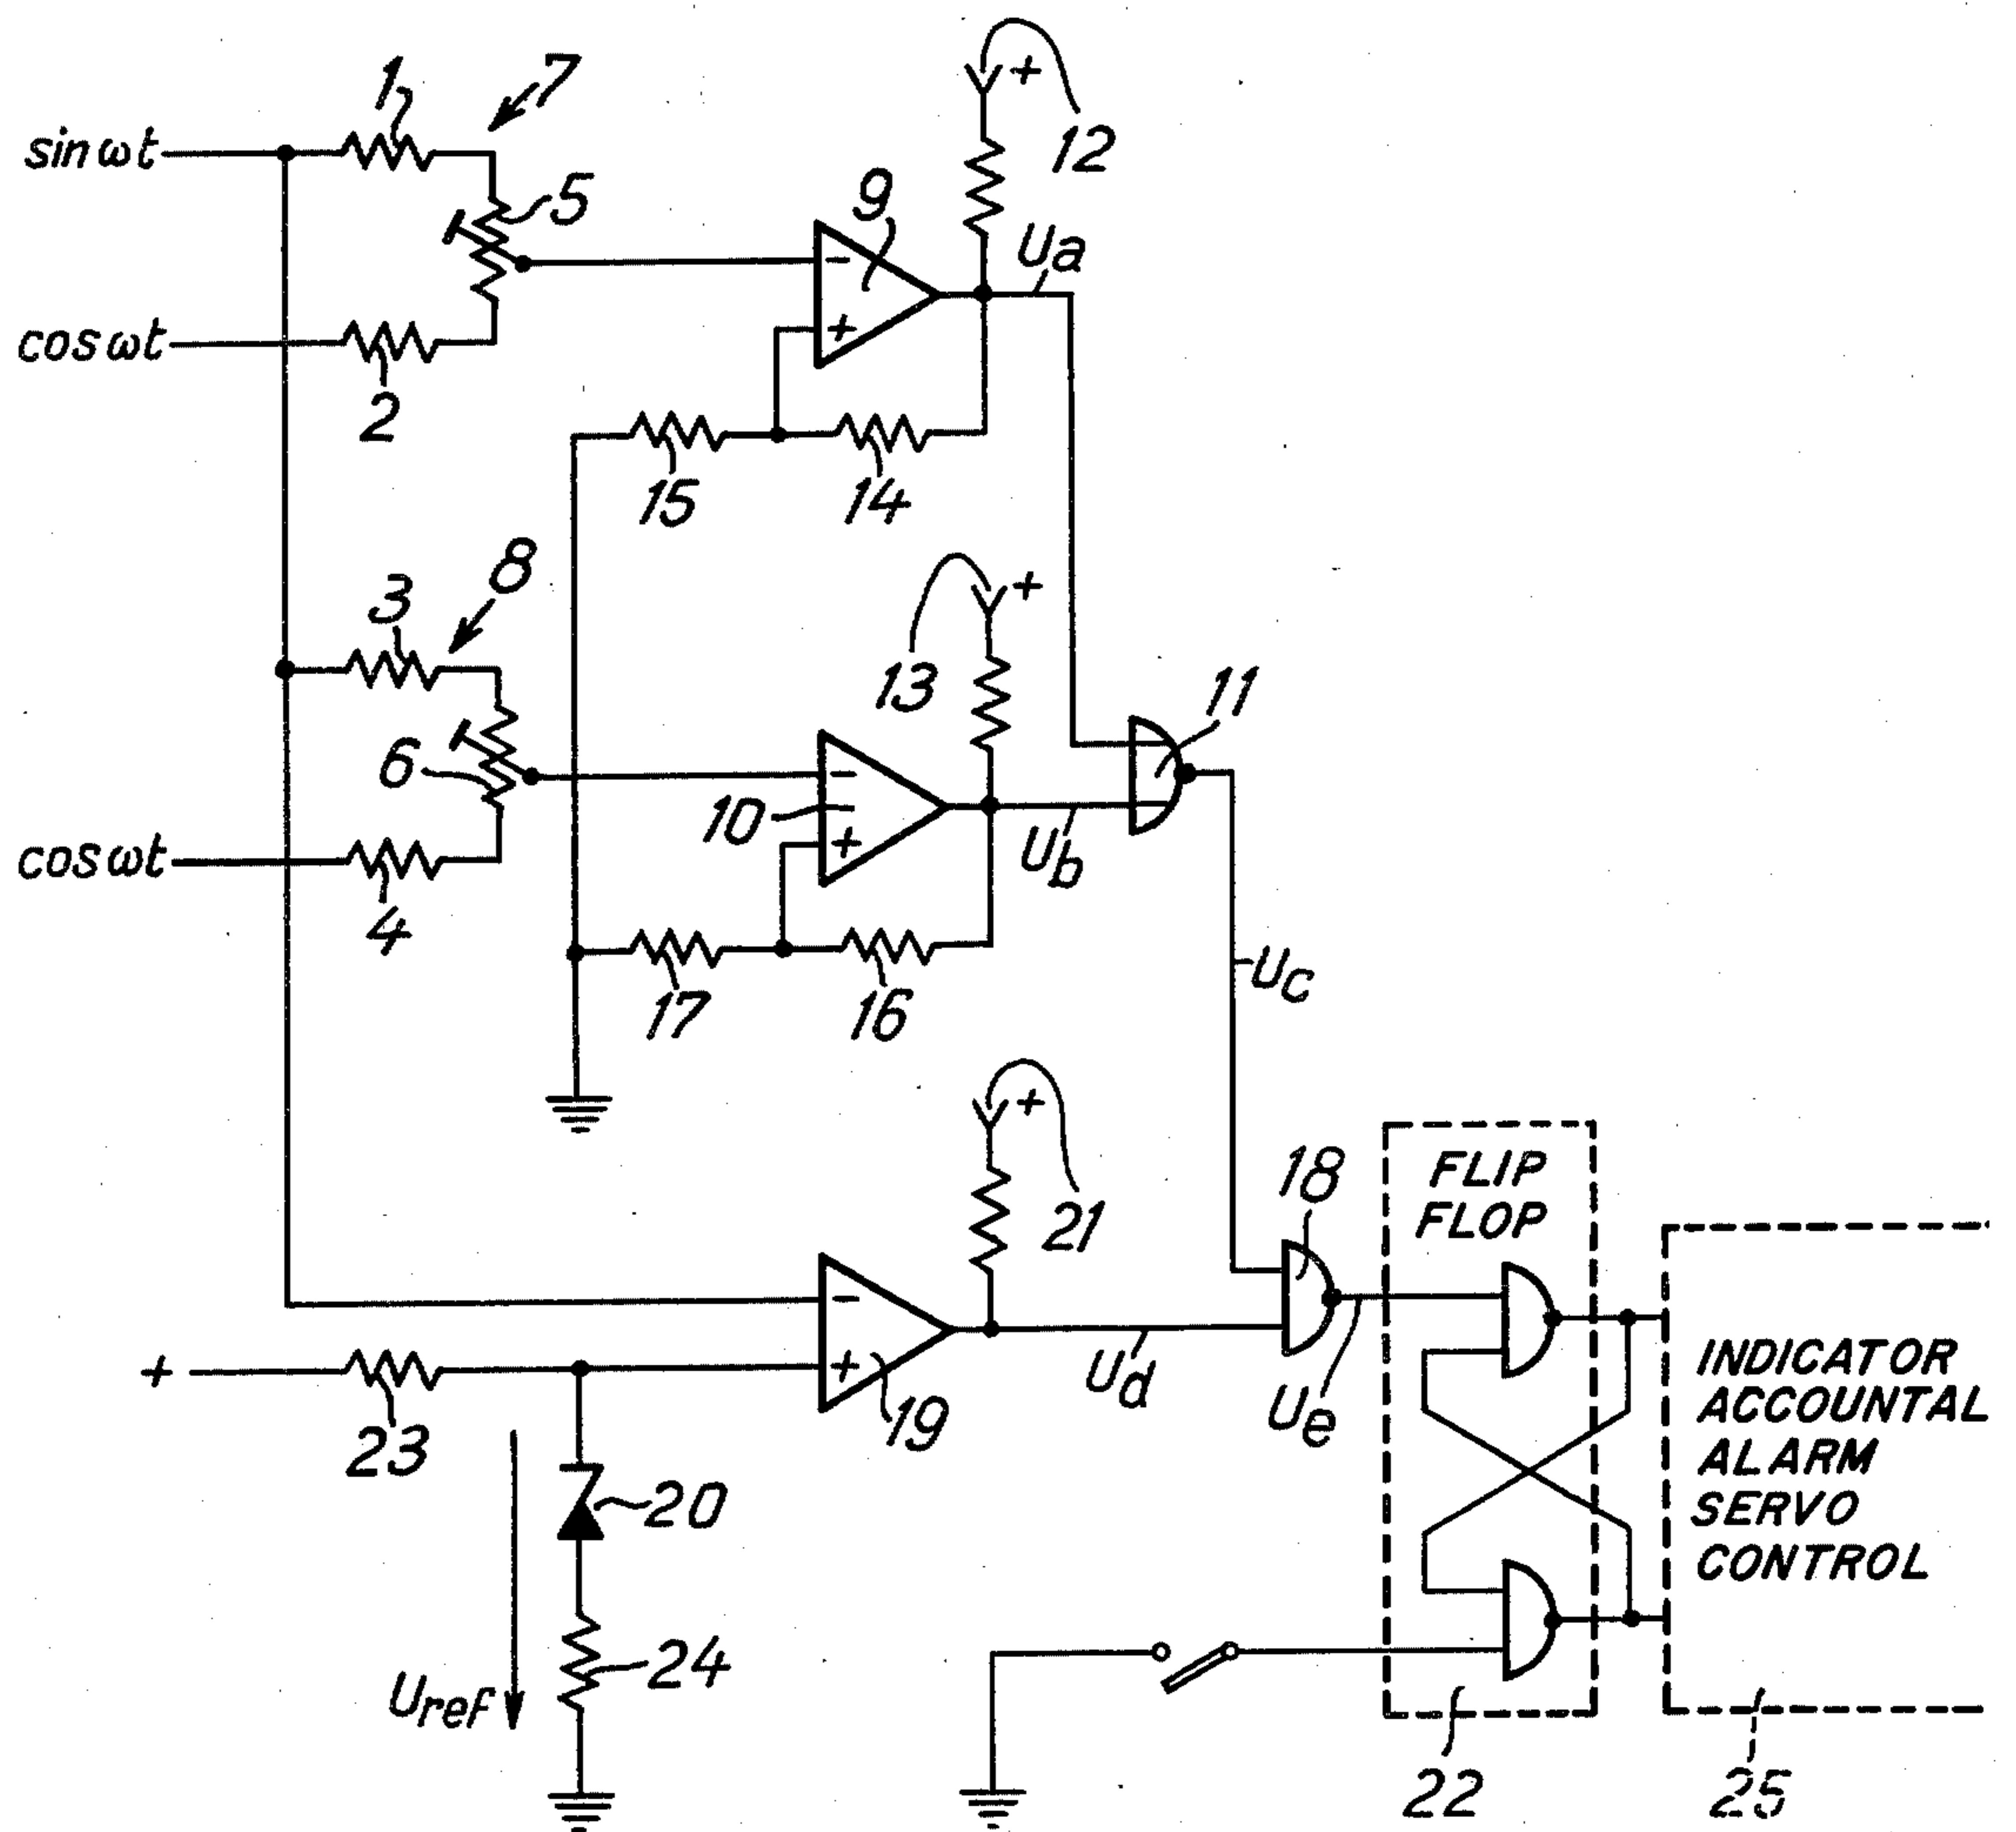 1
7
sin ωt
5
cos ωt
2
9
−
+
12
+
Ua
15
14
3
8
6
cos ωt
4
13
+
10
−
+
Ub
11
17
16
Uc
21
+
18
FLIP
FLOP
−
+
19
+
23
20
Uref
24
Ud
Ue
INDICATOR
ACCOUNTAL
ALARM
SERVO
CONTROL
22
25